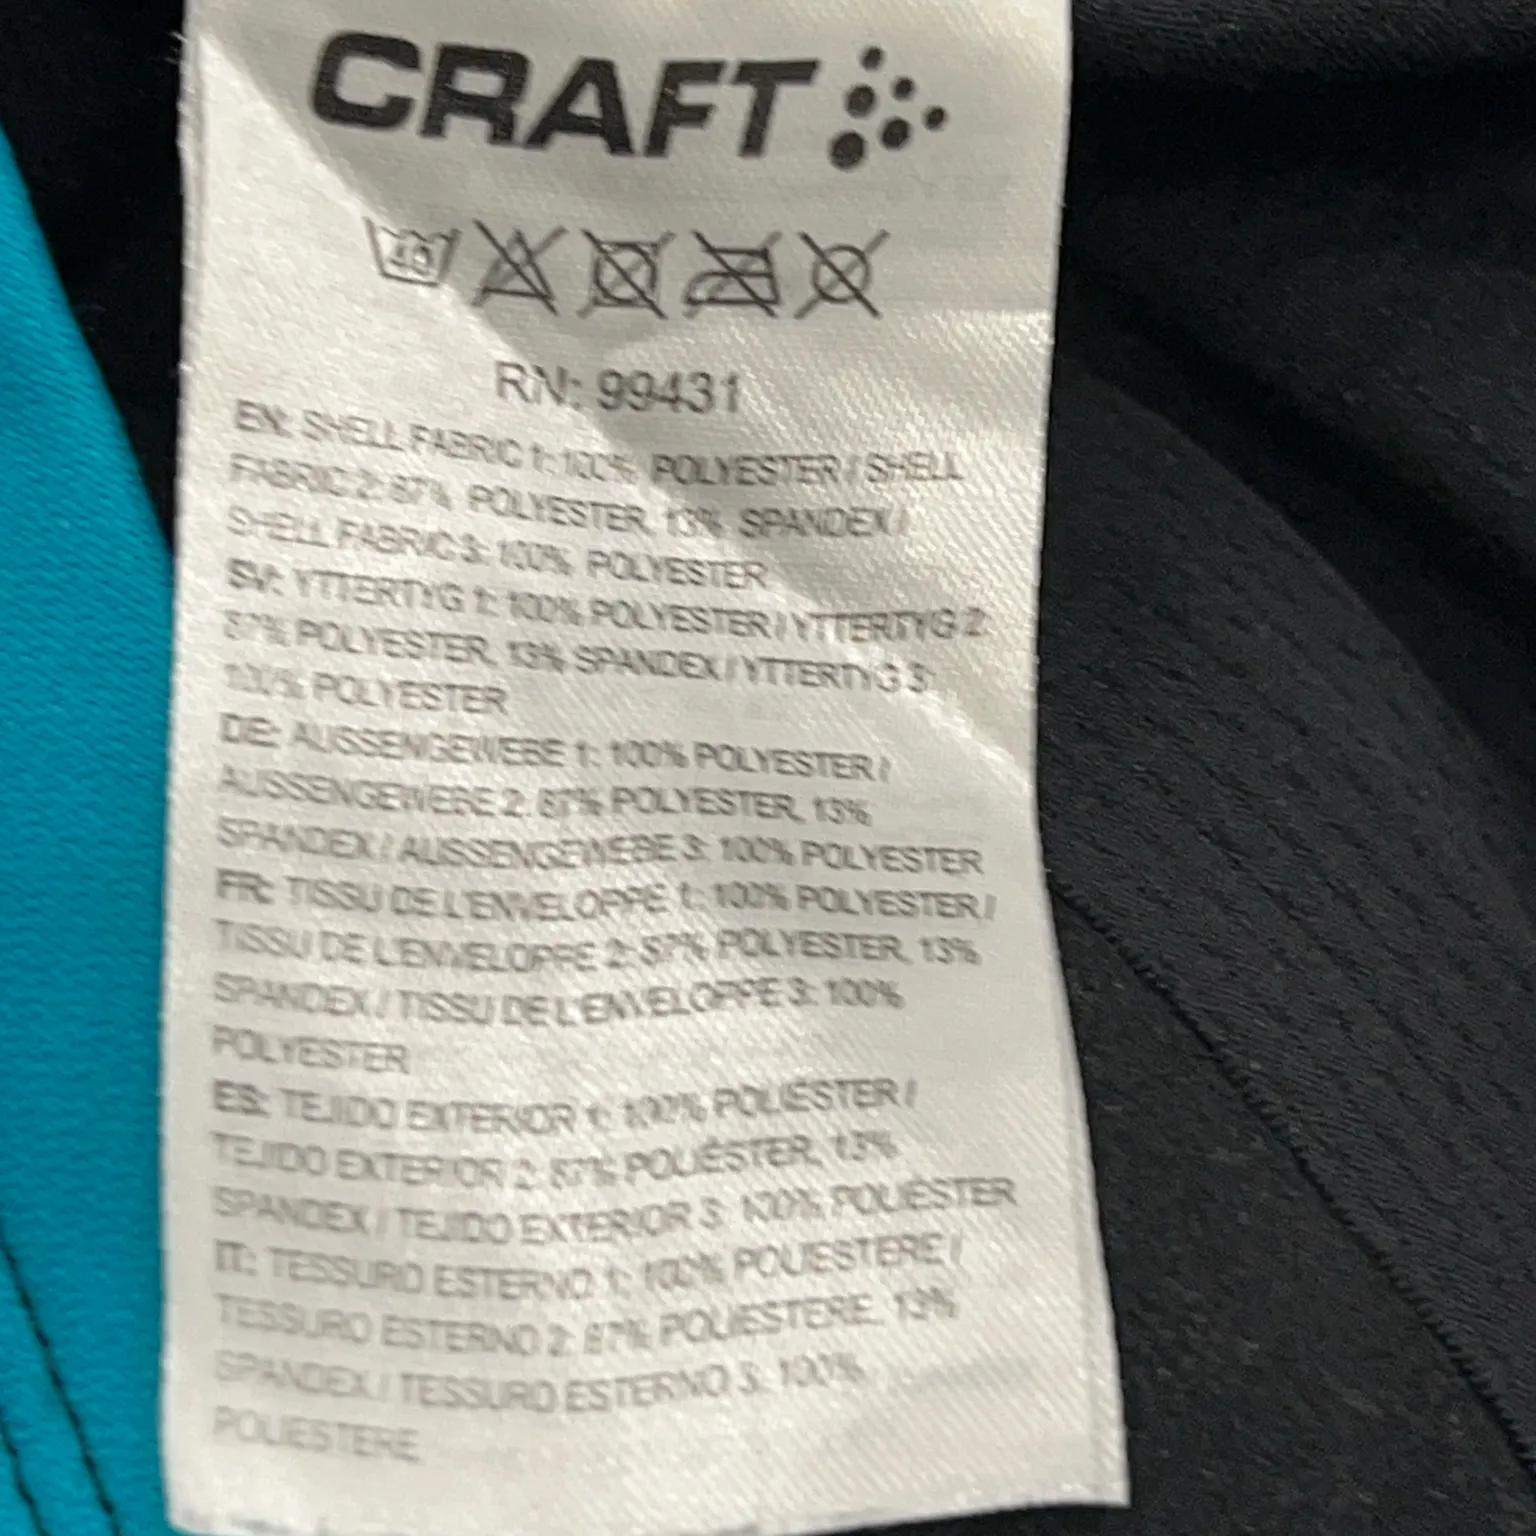 CRAFT
40
RN: 99431
EN: SHELL FABRIC 1: 100% POLYESTER / SHELL
FABRIC 2: 87% POLYESTER, 13% SPANDEX /
SHELL FABRIC 3: 100% POLYESTER
SV: YTTERTYG 1: 100% POLYESTER / YTTERTYG 2:
87% POLYESTER, 13% SPANDEX / YTTERTYG 3:
100% POLYESTER
DE: AUSSENGEWEBE 1: 100% POLYESTER /
AUSSENGEWEBE 2: 87% POLYESTER, 13%
SPANDEX / AUSSENGEWEBE 3: 100% POLYESTER
FR: TISSU DE L'ENVELOPPE 1: 100% POLYESTER /
TISSU DE L'ENVELOPPE 2: 87% POLYESTER, 13%
SPANDEX / TISSU DE L'ENVELOPPE 3: 100%
POLYESTER
ES: TEJIDO EXTERIOR 1: 100% POLIÉSTER /
TEJIDO EXTERIOR 2: 87% POLIÉSTER, 13%
SPANDEX / TEJIDO EXTERIOR 3: 100% POLIÉSTER
IT: TESSURO ESTERNO 1: 100% POLIESTERE /
TESSURO ESTERNO 2: 87% POLIESTERE, 13%
SPANDEX / TESSURO ESTERNO 3: 100%
POLIESTERE